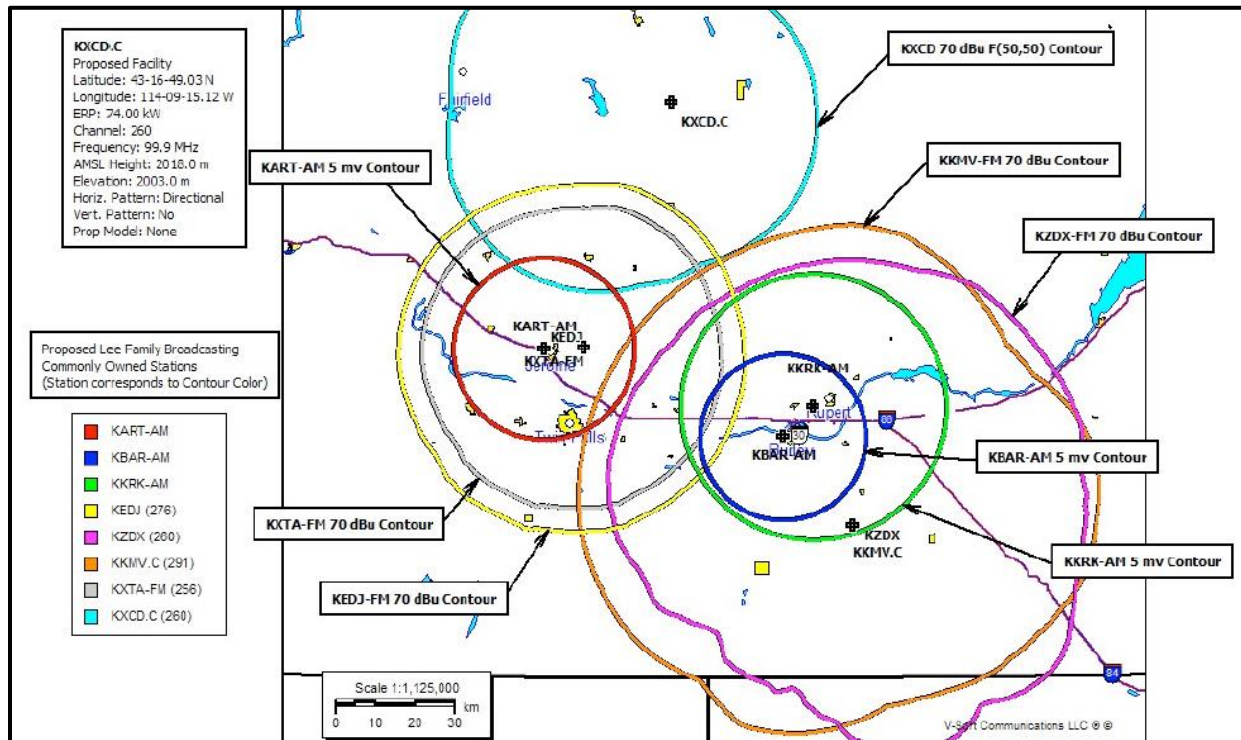 KXCD.C
Proposed Facility
Latitude: 43-16-49.03 N
Longitude: 114-09-15.12 W
ERP: 74.00 kW
Channel: 260
Frequency: 99.9 MHz
AMSL Height: 2018.0 m
Elevation: 2003.0 m
Horiz. Pattern: Directional
Vert. Pattern: No
Prop Model: None
KXCD 70 dBu F(50,50) Contour
Fairfield
KXCD.C
KART-AM 5 mv Contour
KKMV-FM 70 dBu Contour
KZDX-FM 70 dBu Contour
KART-AM
KEDJ
KXTA-FM
Jerome
Proposed Lee Family Broadcasting
Commonly Owned Stations
(Station corresponds to Contour Color)
KART-AM
KBAR-AM
KKRK-AM
KEDJ (276)
KZDX (260)
KKMV.C (291)
KXTA-FM (256)
KXCD.C (260)
KKRK-AM
Rupert
Twin Falls
30
Burley
KBAR-AM
KBAR-AM 5 mv Contour
KXTA-FM 70 dBu Contour
KZDX
KKMV.C
KKRK-AM 5 mv Contour
KEDJ-FM 70 dBu Contour
84
Scale 1:1,125,000
0 10 20 30 km
V-Soft Communications LLC ® ©